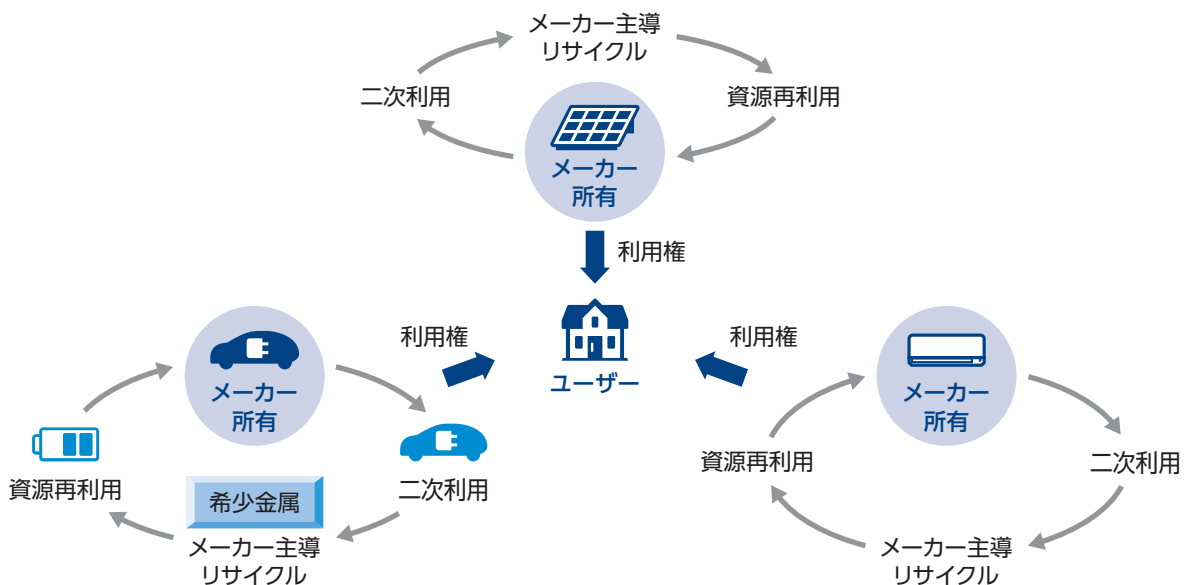 メーカー主導
リサイクル
二次利用
資源再利用
メーカー
所有
利用権
利用権
利用権
ユーザー
メーカー
所有
資源再利用
二次利用
希少金属
メーカー主導
リサイクル
メーカー
所有
資源再利用
二次利用
メーカー主導
リサイクル